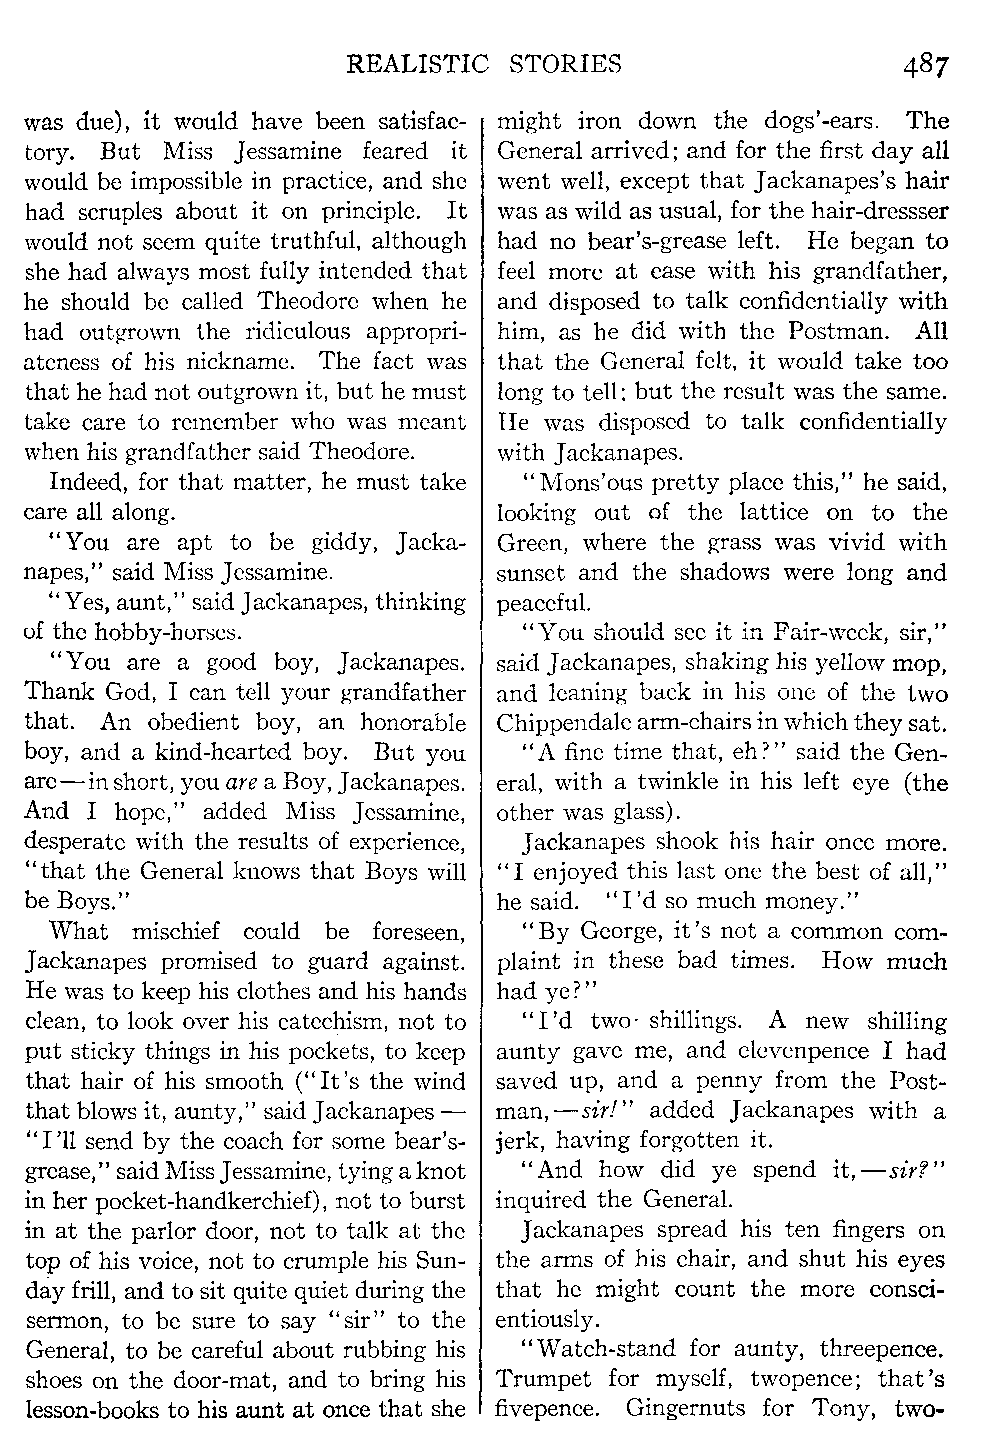 REALISTIC STORIES 487
was due), it would have been satisfac-
tory. But Miss Jessamine feared it
would be impossible in practice, and she
had scruples about it on principle. It
would not seem quite truthful, although
she had always most fully intended that
he should be called Theodore when he
had outgrown the ridiculous appropri-
ateness of his nickname. The fact was
that he had not outgrown it, but he must
take care to remember who was meant
when his grandfather said Theodore.
Indeed, for that matter, he must take
care all along.
"You are apt to be giddy, Jacka-
napes," said Miss Jessamine.
"Yes, aunt," said Jackanapes, thinking
of the hobby-horses.
"You are a good boy, Jackanapes.
Thank God, I can tell your grandfather
that. An obedient boy, an honorable
boy, and a kind-hearted boy. But you
are—in short, you are a Boy, Jackanapes.
And I hope," added Miss Jessamine,
desperate with the results of experience,
"that the General knows that Boys will
be Boys."
What mischief could be foreseen,
Jackanapes promised to guard against.
He was to keep his clothes and his hands
clean, to look over his catechism, not to
put sticky things in his pockets, to keep
that hair of his smooth ("It's the wind
that blows it, aunty," said Jackanapes—
"I'll send by the coach for some bear's-
grease," said Miss Jessamine, tying a knot
in her pocket-handkerchief), not to burst
in at the parlor door, not to talk at the
top of his voice, not to crumple his Sun-
day frill, and to sit quite quiet during the
sermon, to be sure to say "sir" to the
General, to be careful about rubbing his
shoes on the door-mat, and to bring his
lesson-books to his aunt at once that she
might iron down the dogs'-ears. The
General arrived; and for the first day all
went well, except that Jackanapes's hair
was as wild as usual, for the hair-dressser
had no bear's-grease left. He began to
feel more at ease with his grandfather,
and disposed to talk confidentially with
him, as he did with the Postman. All
that the General felt, it would take too
long to tell; but the result was the same.
He was disposed to talk confidentially
with Jackanapes.
"Mons'ous pretty place this," he said,
looking out of the lattice on to the
Green, where the grass was vivid with
sunset and the shadows were long and
peaceful.
"You should see it in Fair-week, sir,"
said Jackanapes, shaking his yellow mop,
and leaning back in his one of the two
Chippendale arm-chairs in which they sat.
"A fine time that, eh?" said the Gen-
eral, with a twinkle in his left eye (the
other was glass).
Jackanapes shook his hair once more.
"I enjoyed this last one the best of all,"
he said. "I'd so much money."
"By George, it's not a common com-
plaint in these bad times. How much
had ye?"
"I'd two shillings. A new shilling
aunty gave me, and elevenpence I had
saved up, and a penny from the Post-
man,—sir!" added Jackanapes with a
jerk, having forgotten it.
"And how did ye spend it,—sir?"
inquired the General.
Jackanapes spread his ten fingers on
the arms of his chair, and shut his eyes
that he might count the more consci-
entiously.
"Watch-stand for aunty, threepence.
Trumpet for myself, twopence; that's
fivepence. Gingernuts for Tony, two-